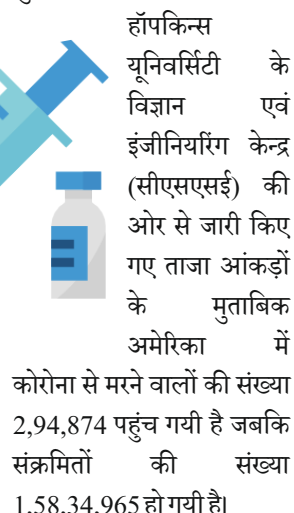 हॉपकिन्स
यूनिवर्सिटी के
विज्ञान एवं
इंजीनियरिंग केन्द्र
(सीएसएसई) की
ओर से जारी किए
गए ताजा आंकड़ों
के मुताबिक
अमेरिका में
कोरोना से मरने वालों की संख्या
2,94,874 पहुंच गयी है जबकि
संक्रमितों की संख्या
1,58,34,965 हो गयी है।